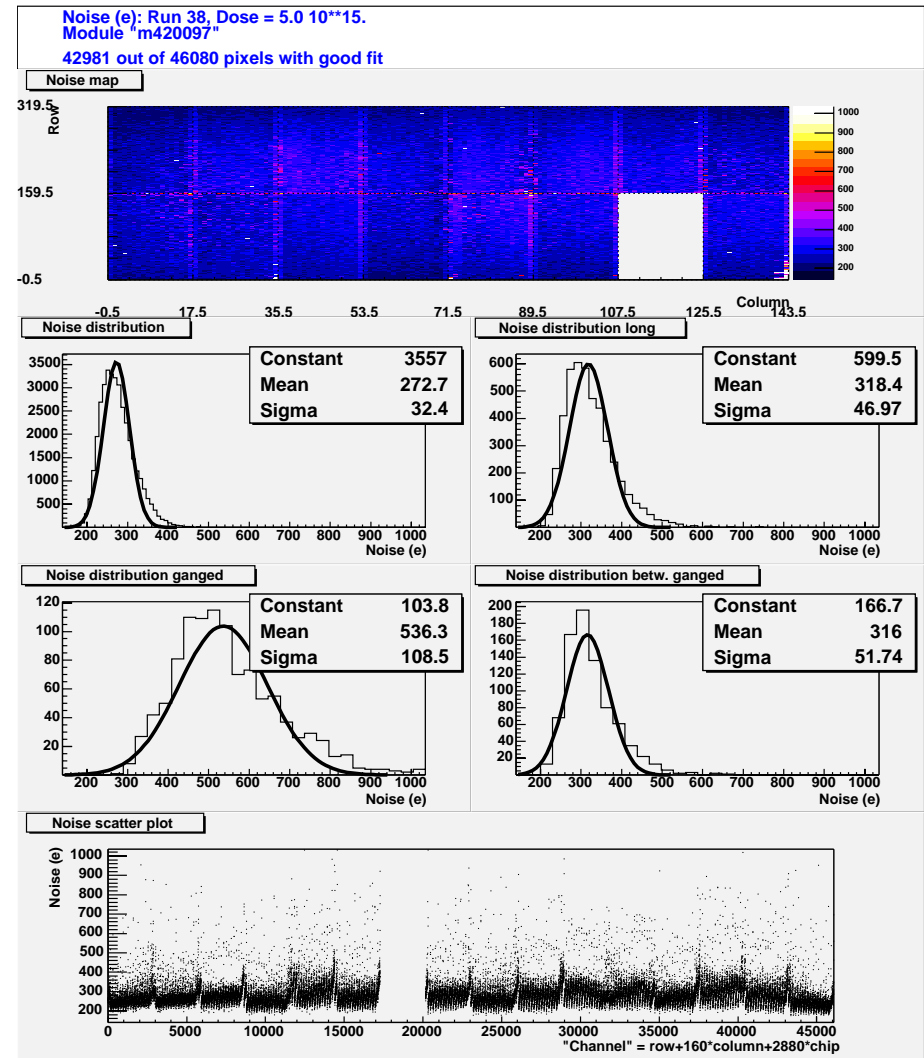 Noise (e): Run 38, Dose = 5.0 10**15.
Module "m420097"
42981 out of 46080 pixels with good fit
Noise map
319.5
159.5
-0.5
Row
1000
900
800
700
600
500
400
300
200
-0.5 17.5 35.5 53.5 71.5 89.5 107.5 125.5 143.5
Column
Noise distribution
Constant 3557
Mean 272.7
Sigma 32.4
3500
3000
2500
2000
1500
1000
500
200 300 400 500 600 700 800 900 1000
Noise (e)
Noise distribution long
Constant 599.5
Mean 318.4
Sigma 46.97
600
500
400
300
200
100
200 300 400 500 600 700 800 900 1000
Noise (e)
Noise distribution ganged
Constant 103.8
Mean 536.3
Sigma 108.5
120
100
80
60
40
20
200 300 400 500 600 700 800 900 1000
Noise (e)
Noise distribution betw. ganged
Constant 166.7
Mean 316
Sigma 51.74
200
180
160
140
120
100
80
60
40
20
200 300 400 500 600 700 800 900 1000
Noise (e)
Noise scatter plot
Noise (e)
1000
900
800
700
600
500
400
300
200
0 5000 10000 15000 20000 25000 30000 35000 40000 45000
"Channel" = row+160*column+2880*chip